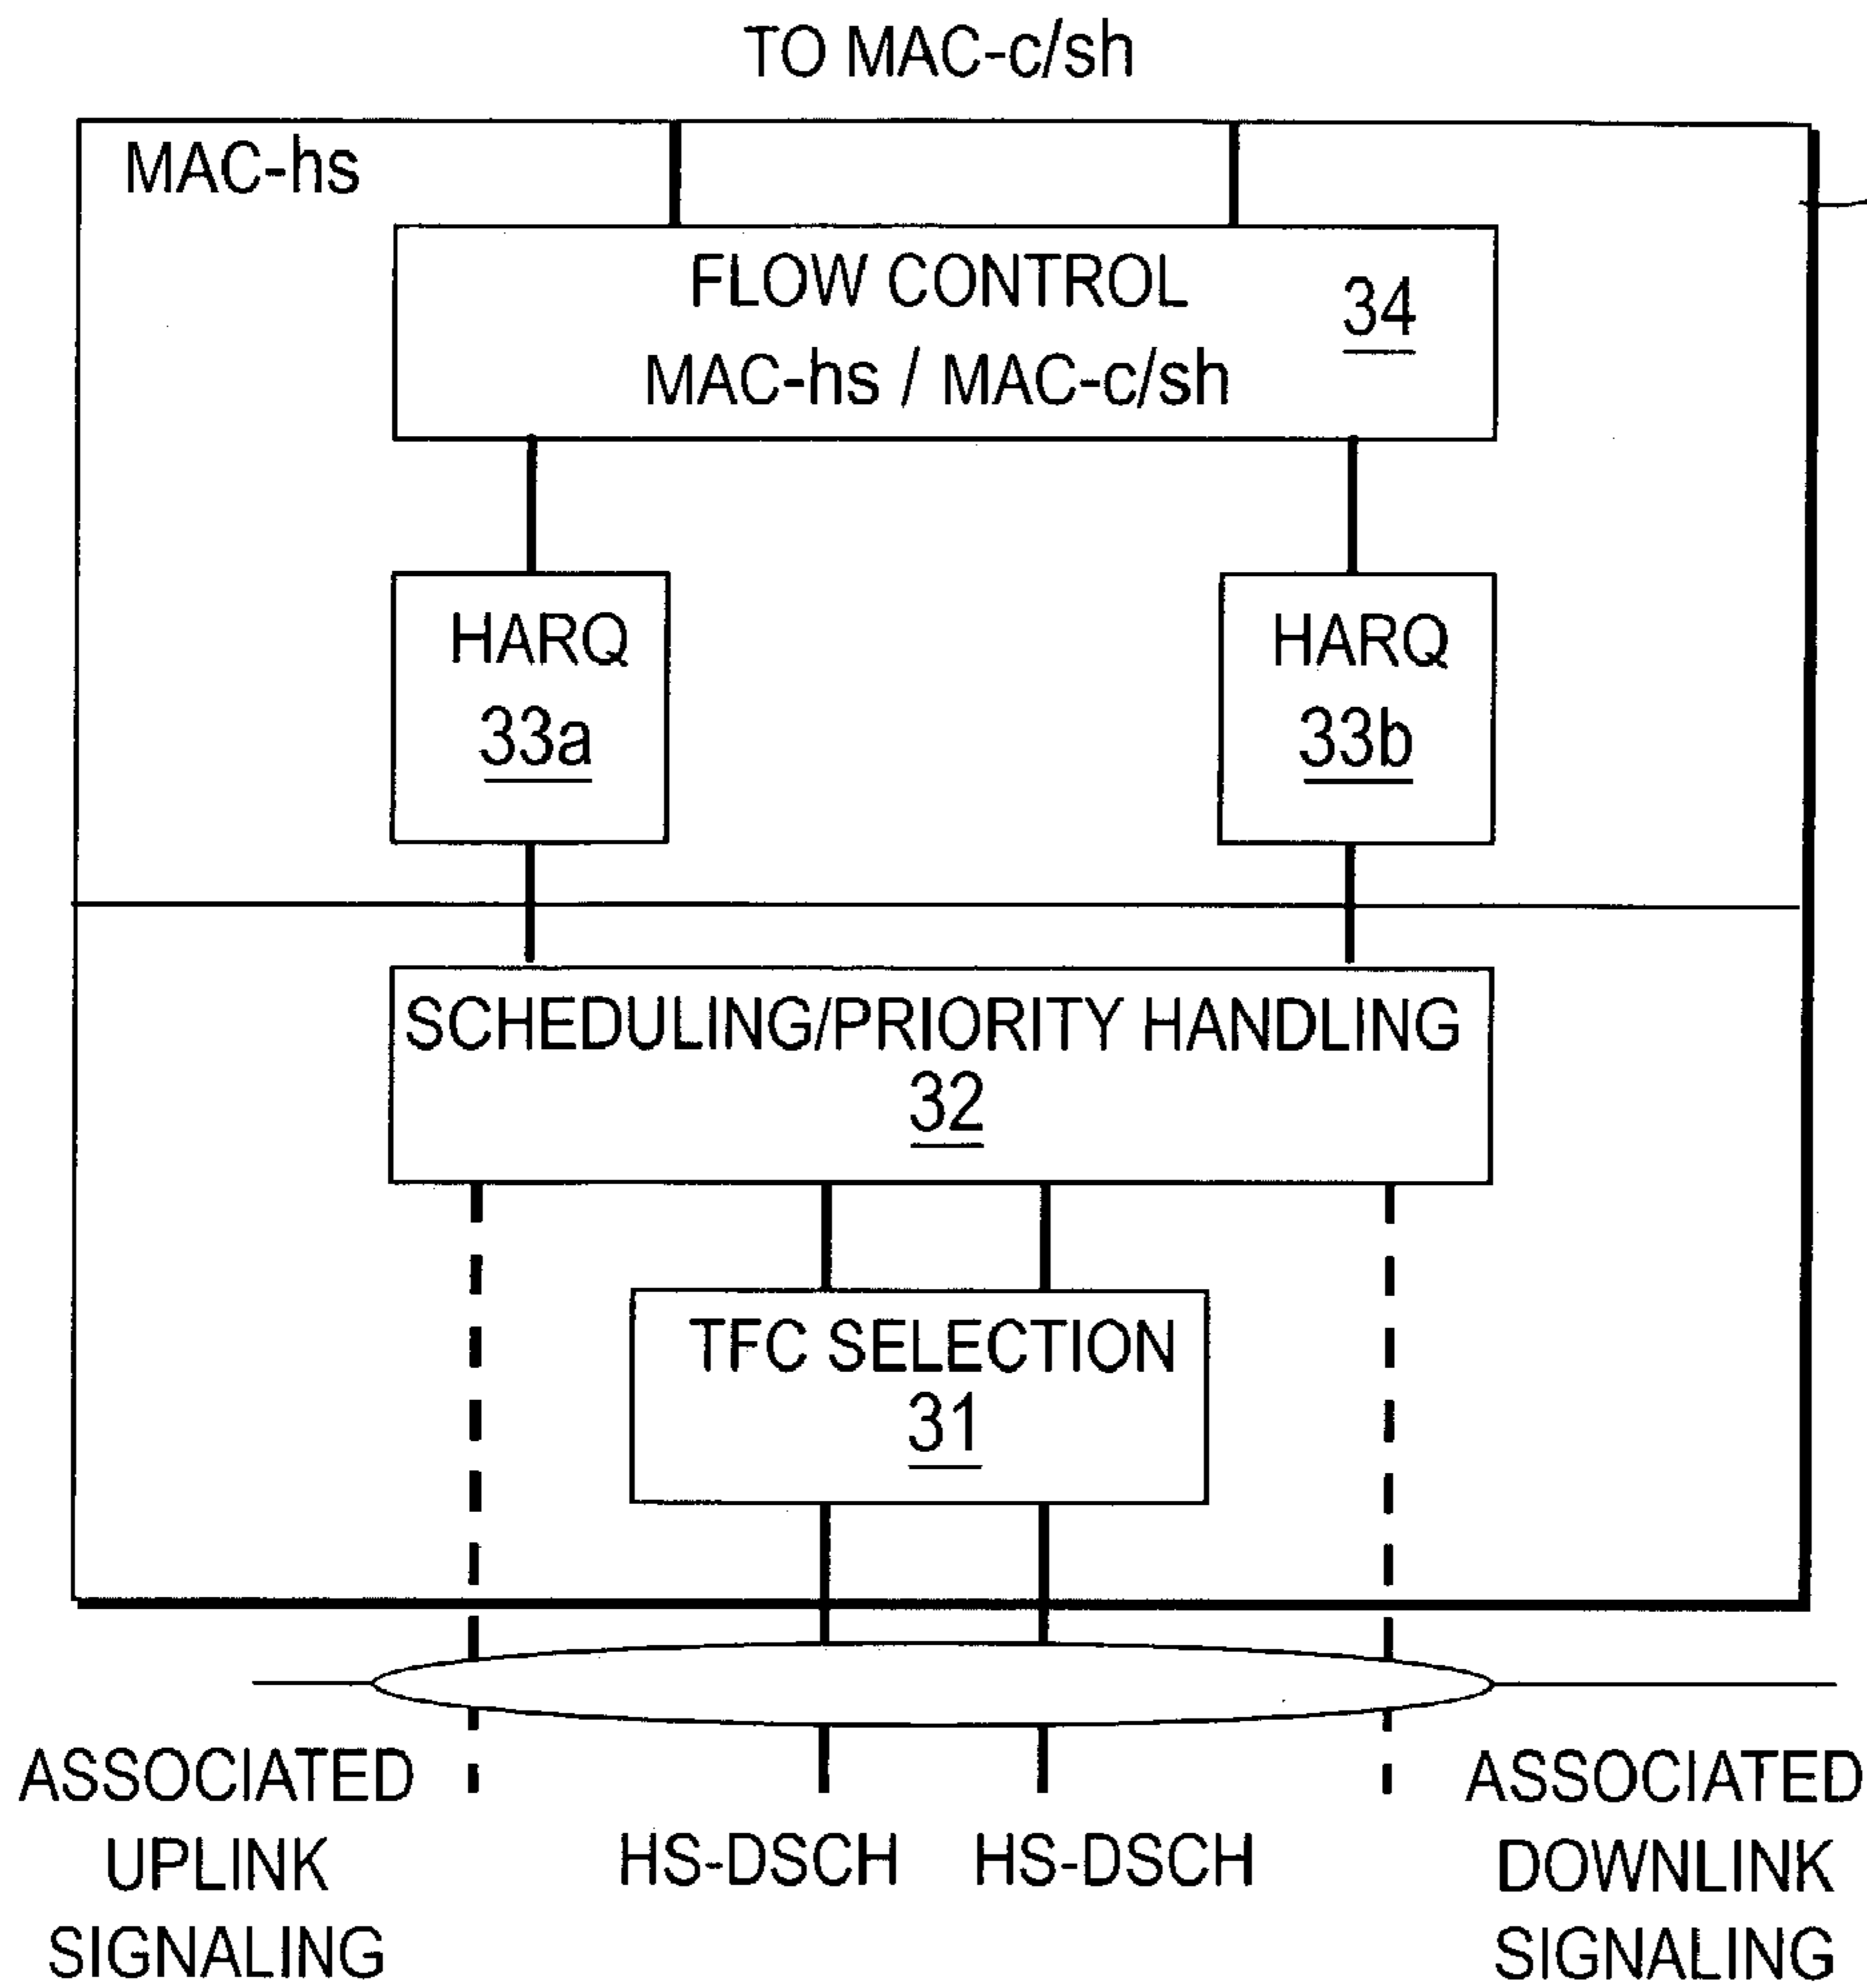 TO MAC-c/sh
MAC-hs
FLOW CONTROL
34
MAC-hs / MAC-c/sh
HARQ
33a
HARQ
33b
SCHEDULING/PRIORITY HANDLING
32
TFC SELECTION
31
ASSOCIATED
UPLINK
SIGNALING
HS-DSCH
HS-DSCH
ASSOCIATED
DOWNLINK
SIGNALING